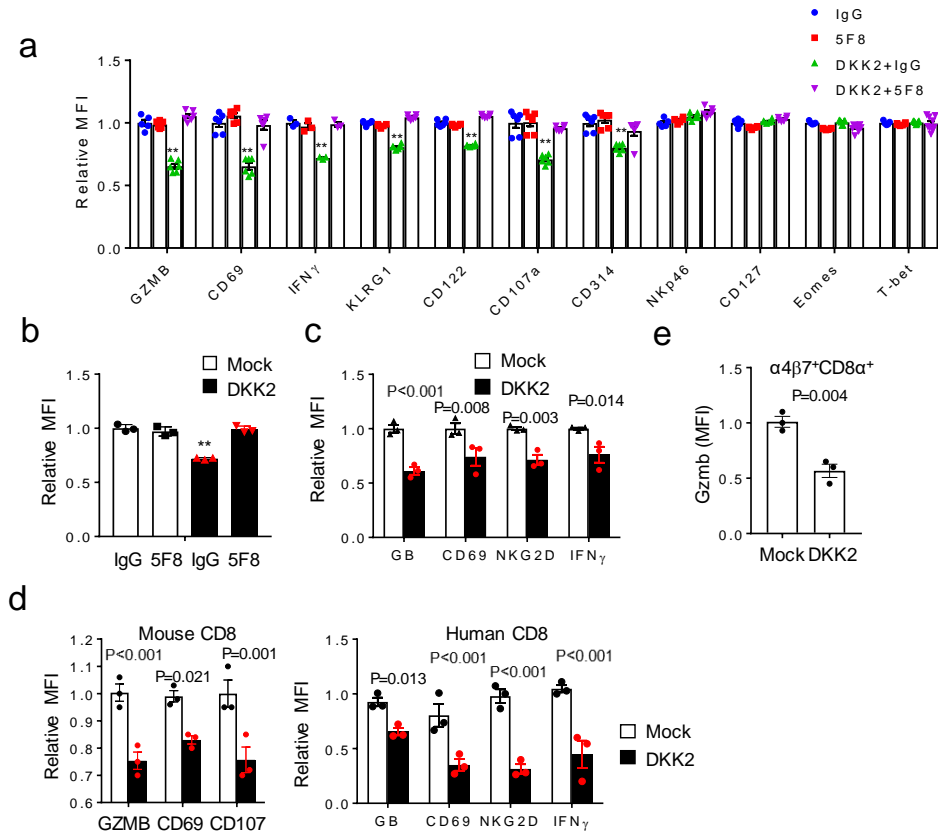 a
IgG
5F8
DKK2+IgG
DKK2+5F8
Relative MFI
1.5
1.0
0.5
0.0
** ** ** ** ** ** **
GZMB CD69 IFNγ KLRG1 CD122 CD107a CD314 NKp46 CD127 Eomes T-bet
b
Mock
DKK2
Relative MFI
1.5
1.0
0.5
0.0
**
IgG 5F8 IgG 5F8
c
Mock
DKK2
Relative MFI
1.5
1.0
0.5
0.0
P<0.001 P=0.008 P=0.003 P=0.014
GB CD69 NKG2D IFNγ
e
α4β7⁺CD8α⁺
P=0.004
Gzmb (MFI)
1.5
1.0
0.5
0.0
Mock DKK2
d
Mouse CD8
Relative MFI
1.2
1.1
1.0
0.9
0.8
0.7
0.6
P<0.001 P=0.021 P=0.001
GZMB CD69 CD107
Human CD8
Relative MFI
1.5
1.0
0.5
0.0
P=0.013 P<0.001 P<0.001 P<0.001
GB CD69 NKG2D IFNγ
Mock
DKK2